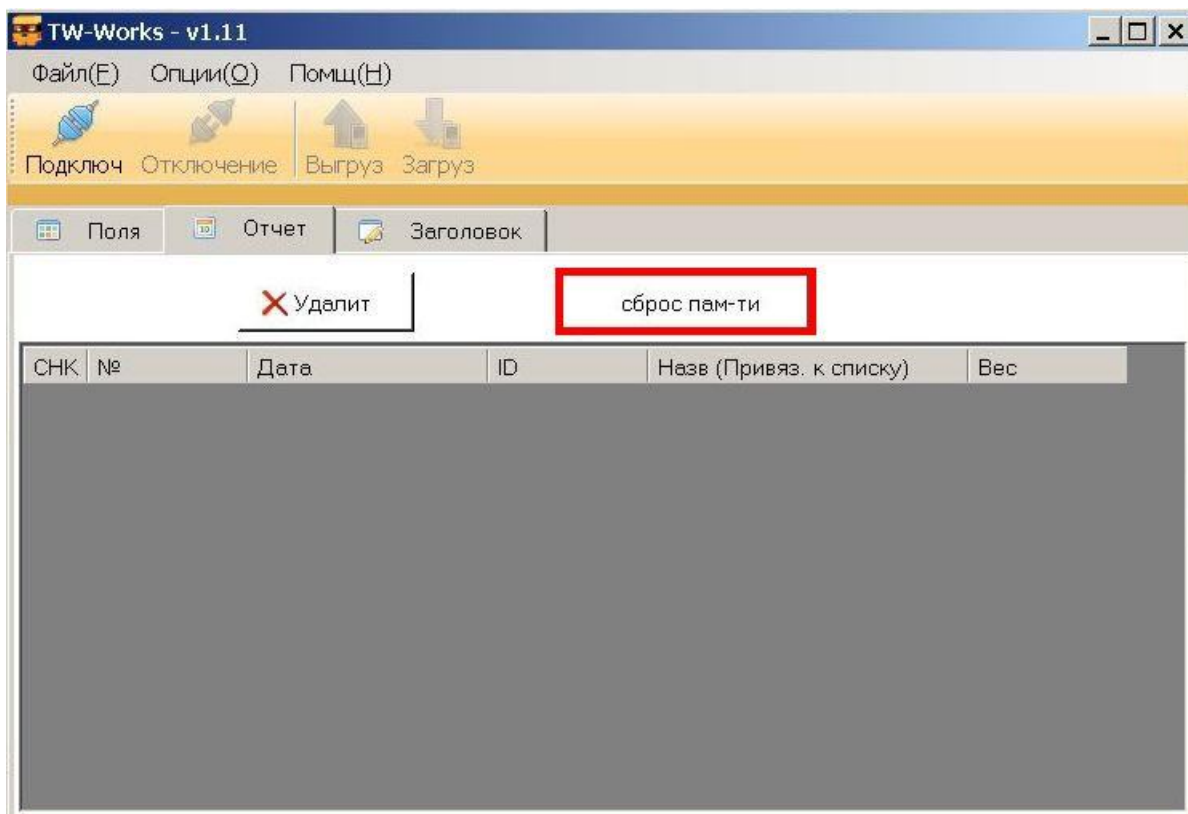 TW-Works - v1.11
Файл(F) Опции(O) Помщ(H)
Подключ Отключение Выгруз Загруз
Поля Отчет Заголовок
Удалит сброс пам-ти
СНК № Дата ID Назв (Привяз. к списку) Вес